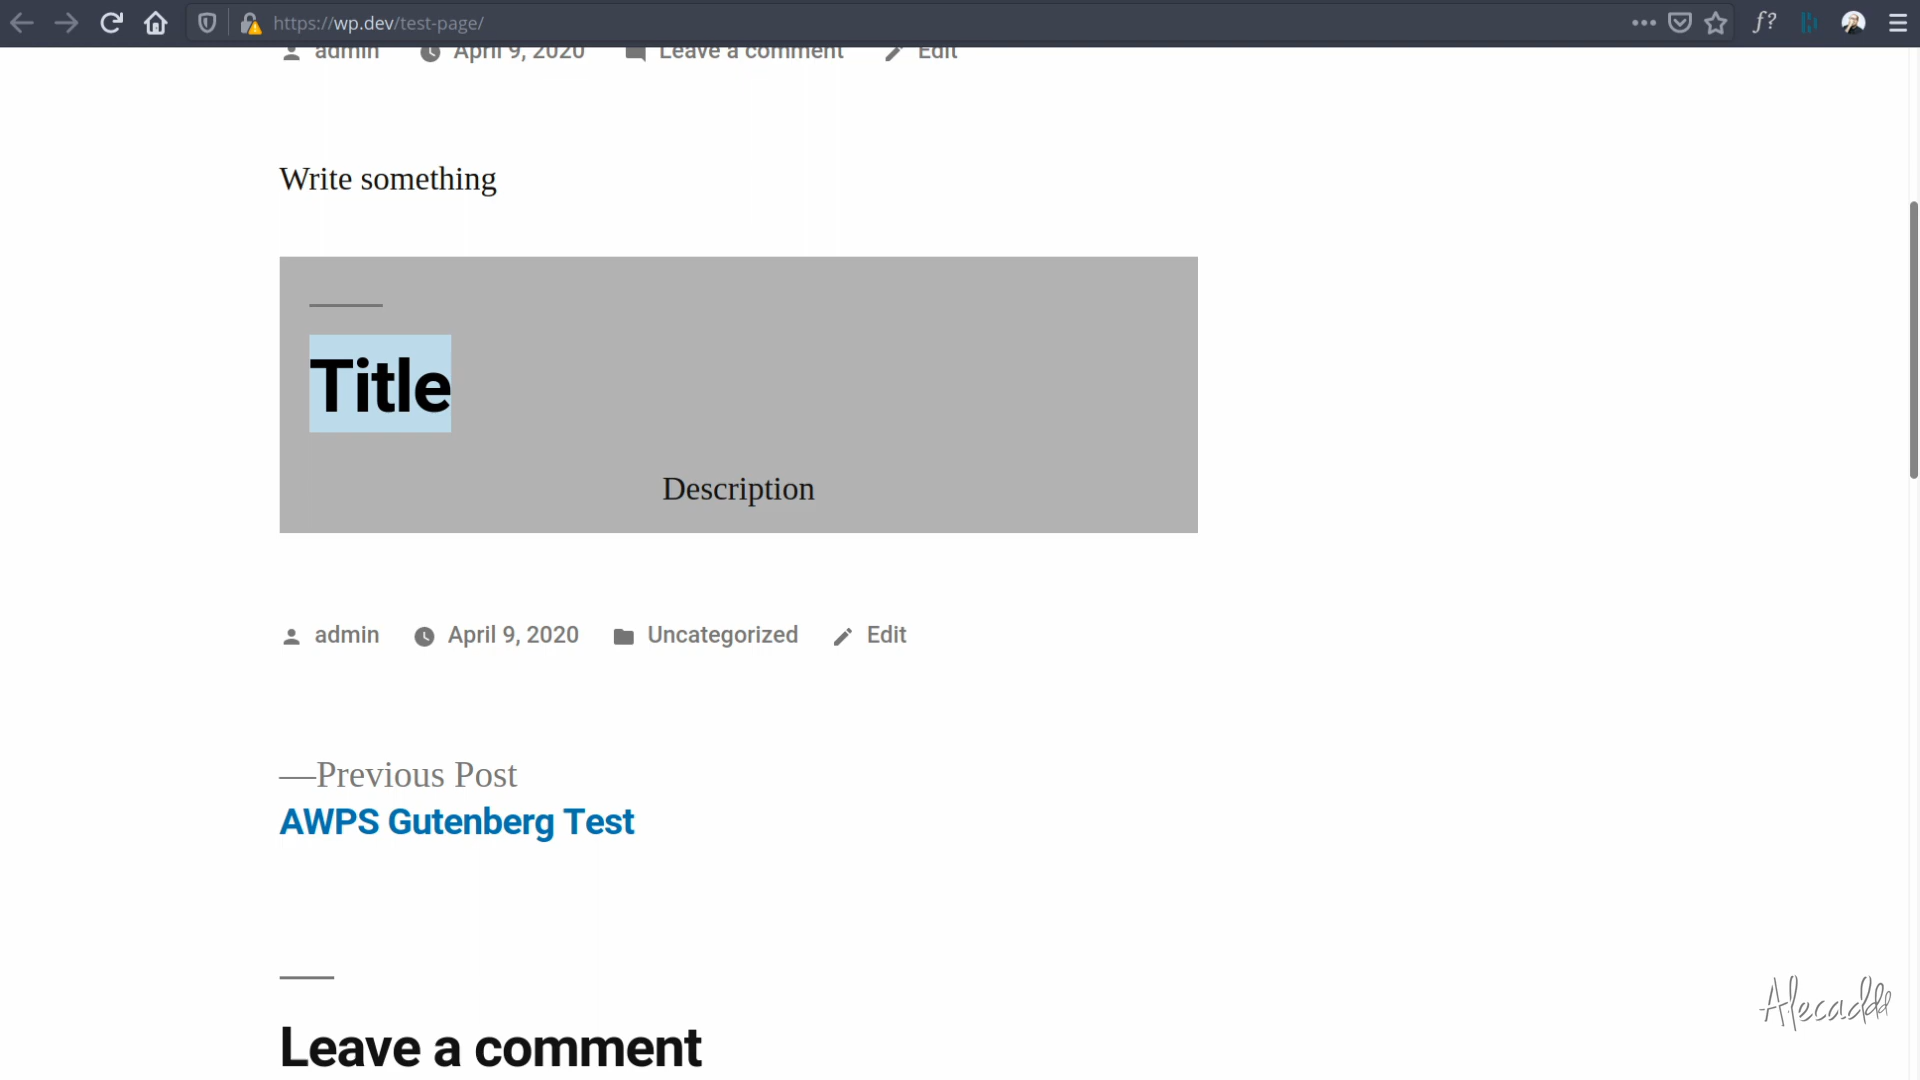 https://wp.dev/test-page/
f?
admin April 9, 2020 Leave a comment Edit
Write something
Title
Description
admin April 9, 2020 Uncategorized Edit
—Previous Post
AWPS Gutenberg Test
Alecaddd
Leave a comment